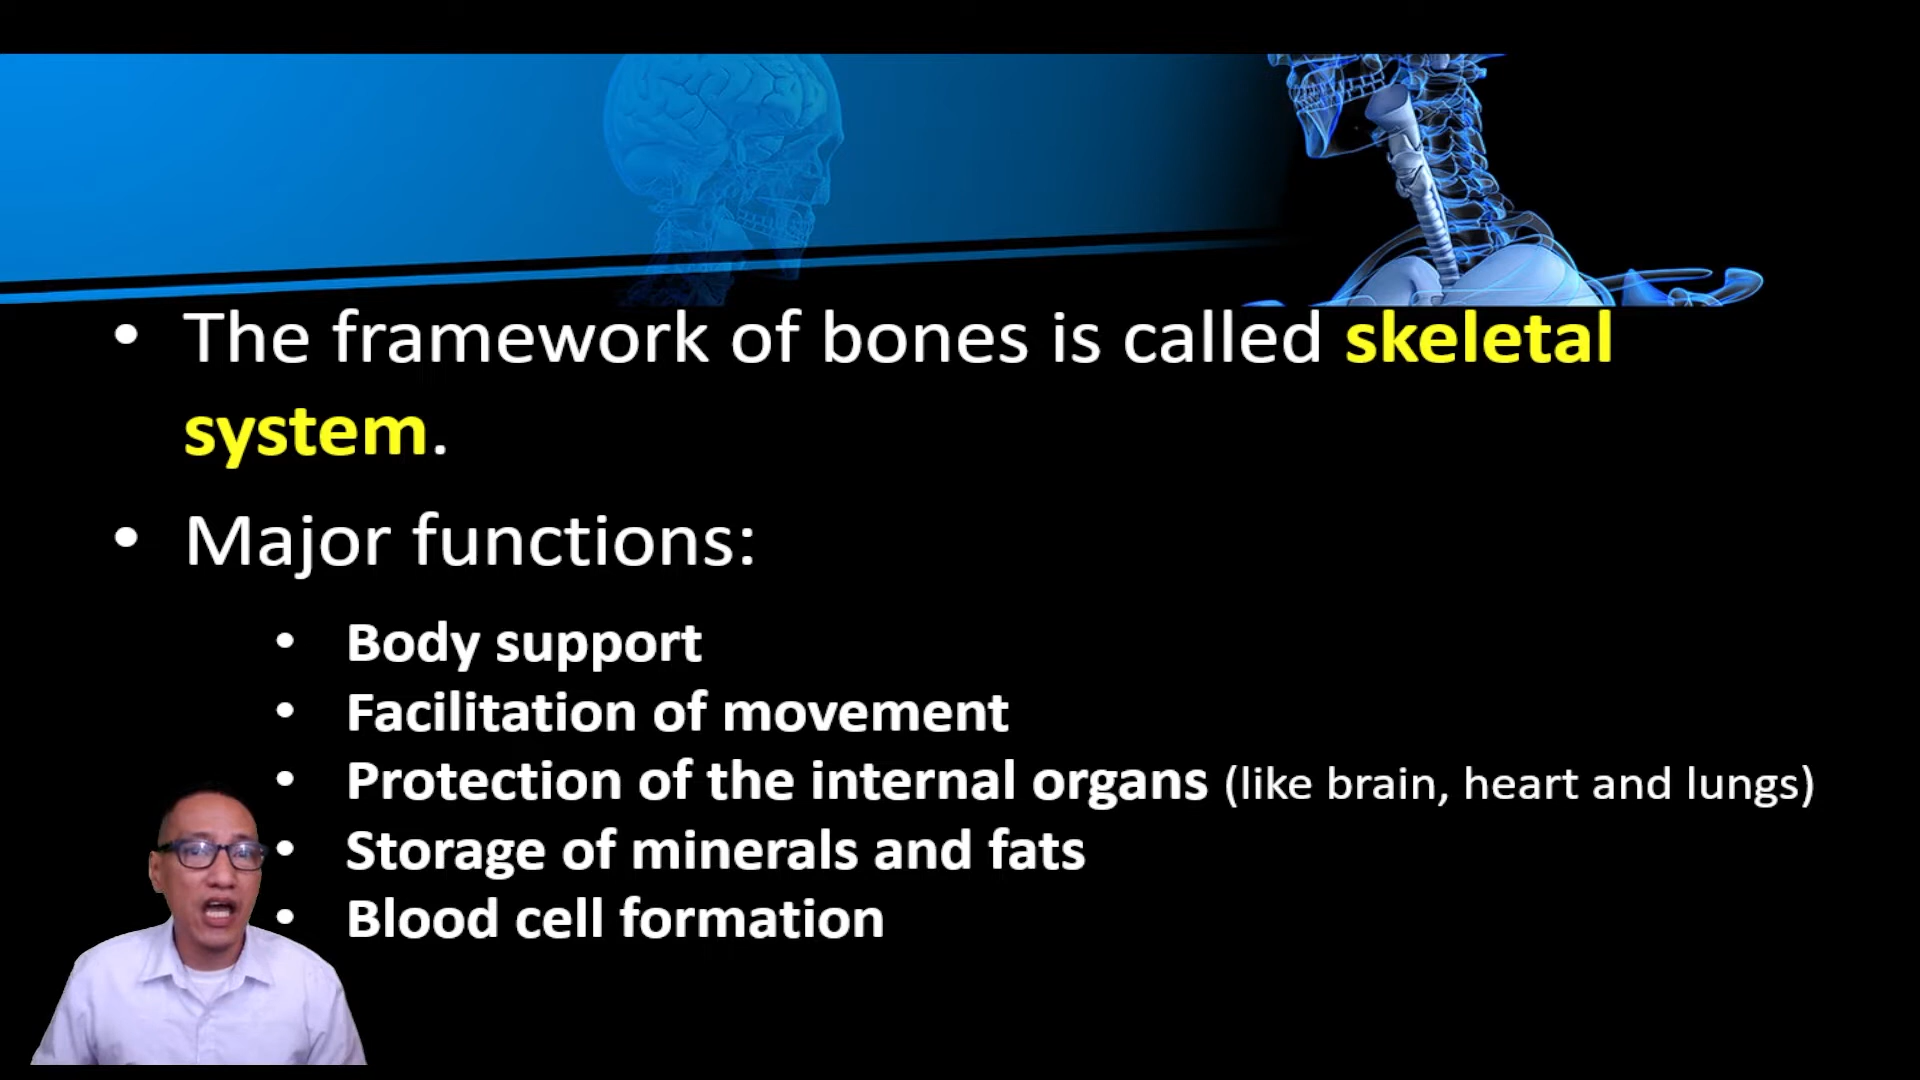 • The framework of bones is called skeletal
system.
• Major functions:
• Body support
• Facilitation of movement
• Protection of the internal organs (like brain, heart and lungs)
• Storage of minerals and fats
• Blood cell formation